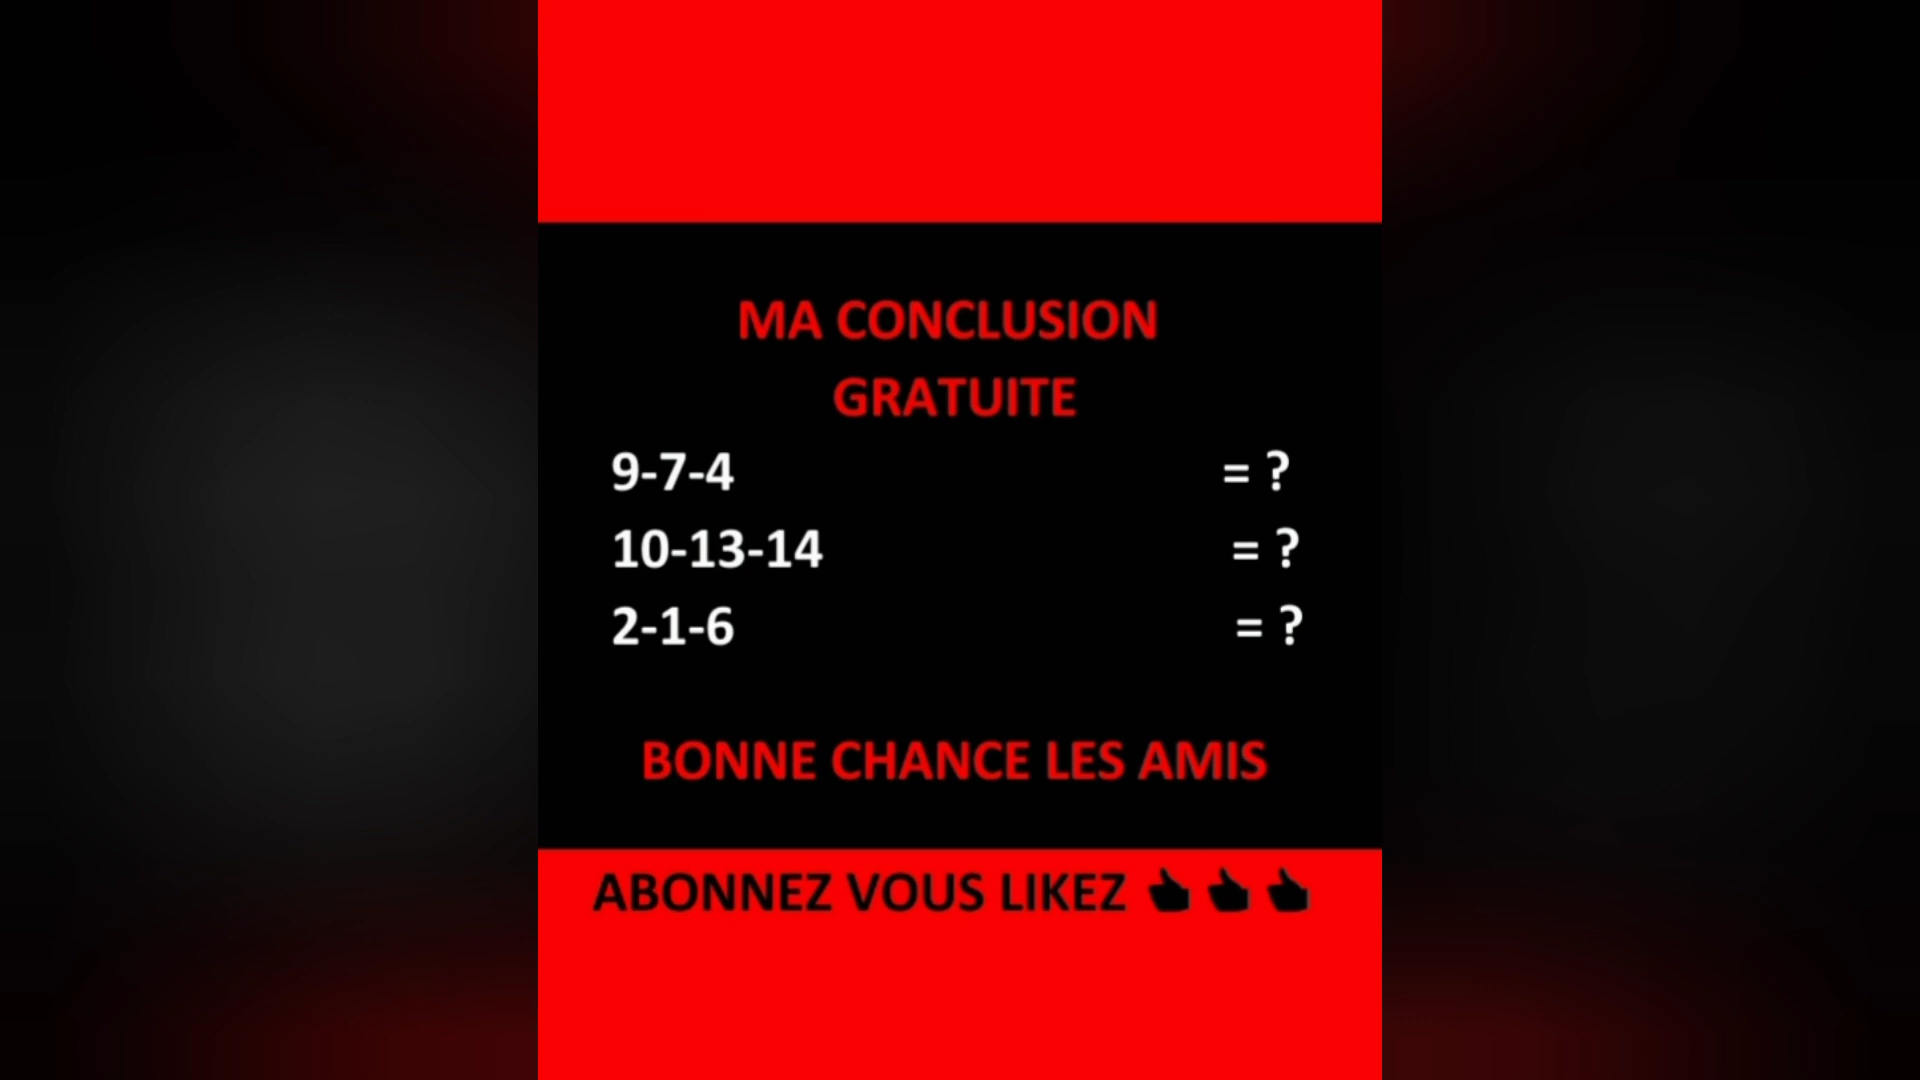 MA CONCLUSION
GRATUITE
9-7-4 = ?
10-13-14 = ?
2-1-6 = ?
BONNE CHANCE LES AMIS
ABONNEZ VOUS LIKEZ 👍👍👍